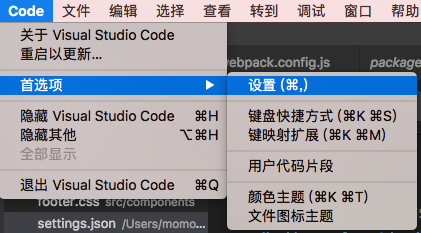 Code 文件 编辑 选择 查看 转到 调试 窗口 帮助
关于 Visual Studio Code
重启以更新...
webpack.config.js package
首选项 ▶
设置 (⌘,)
键盘快捷方式 (⌘K ⌘S)
键映射扩展 (⌘K ⌘M)
用户代码片段
颜色主题 (⌘K ⌘T)
文件图标主题
隐藏 Visual Studio Code ⌘H
隐藏其他 ⌥⌘H
全部显示
退出 Visual Studio Code ⌘Q
footer.css src/components
settings.json /Users/momo...